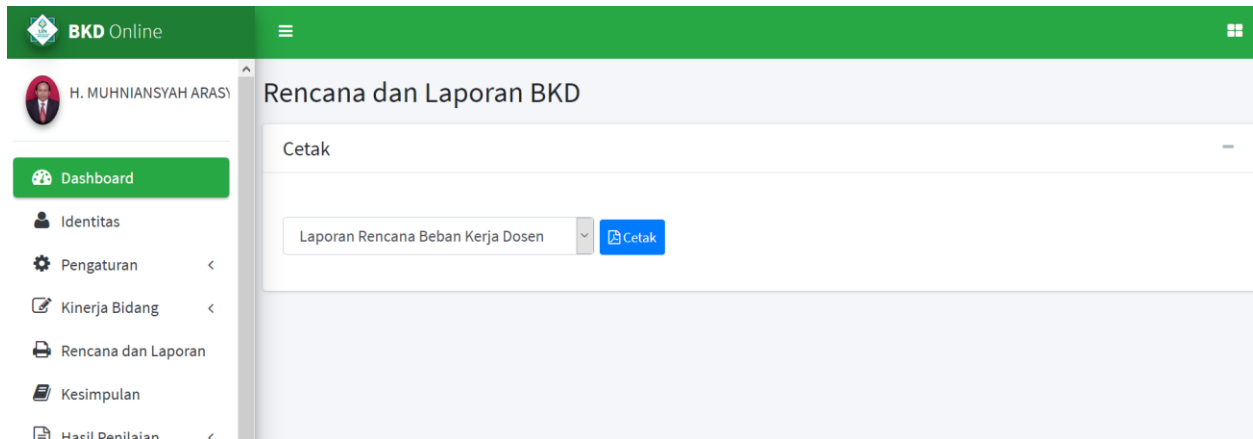 BKD Online
H. MUHNIANSYAH ARASY
Rencana dan Laporan BKD
Cetak
Dashboard
Identitas
Laporan Rencana Beban Kerja Dosen
Cetak
Pengaturan
Kinerja Bidang
Rencana dan Laporan
Kesimpulan
Hasil Penilaian